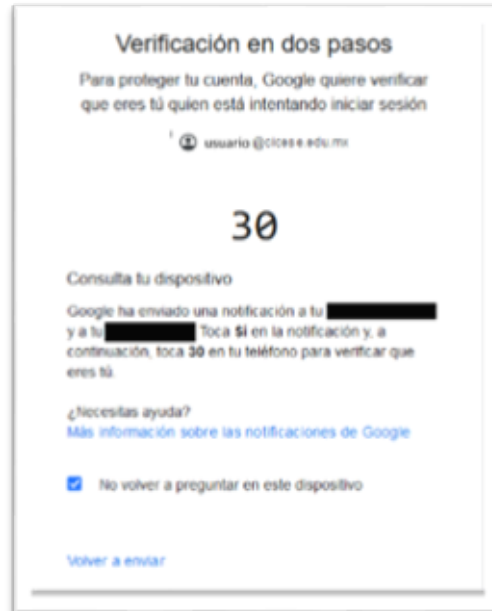 Verificación en dos pasos
Para proteger tu cuenta, Google quiere verificar
que eres tú quien está intentando iniciar sesión
usuario @cicese.edu.mx
30
Consulta tu dispositivo
Google ha enviado una notificación a tu
y a tu Toca Sí en la notificación y, a
continuación, toca 30 en tu teléfono para verificar que
eres tú.
¿Necesitas ayuda?
Más información sobre las notificaciones de Google
No volver a preguntar en este dispositivo
Volver a enviar